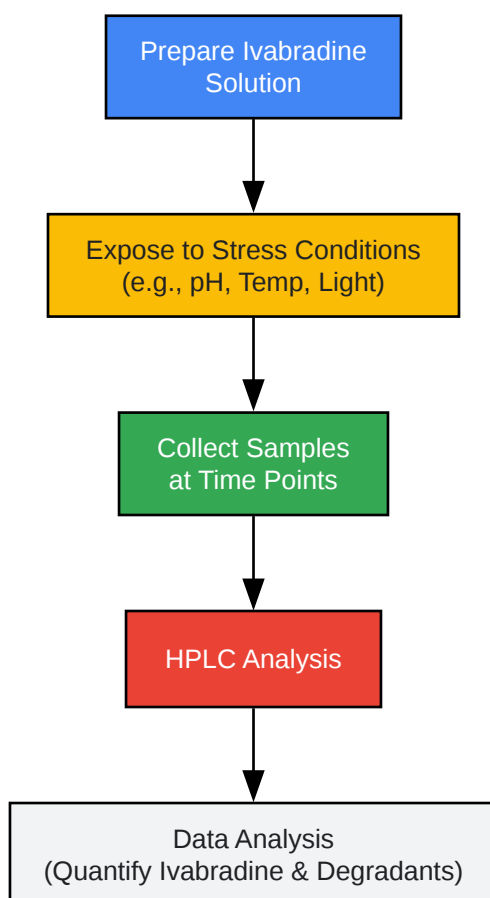 Prepare Ivabradine
Solution
Expose to Stress Conditions
(e.g., pH, Temp, Light)
Collect Samples
at Time Points
HPLC Analysis
Data Analysis
(Quantify Ivabradine & Degradants)